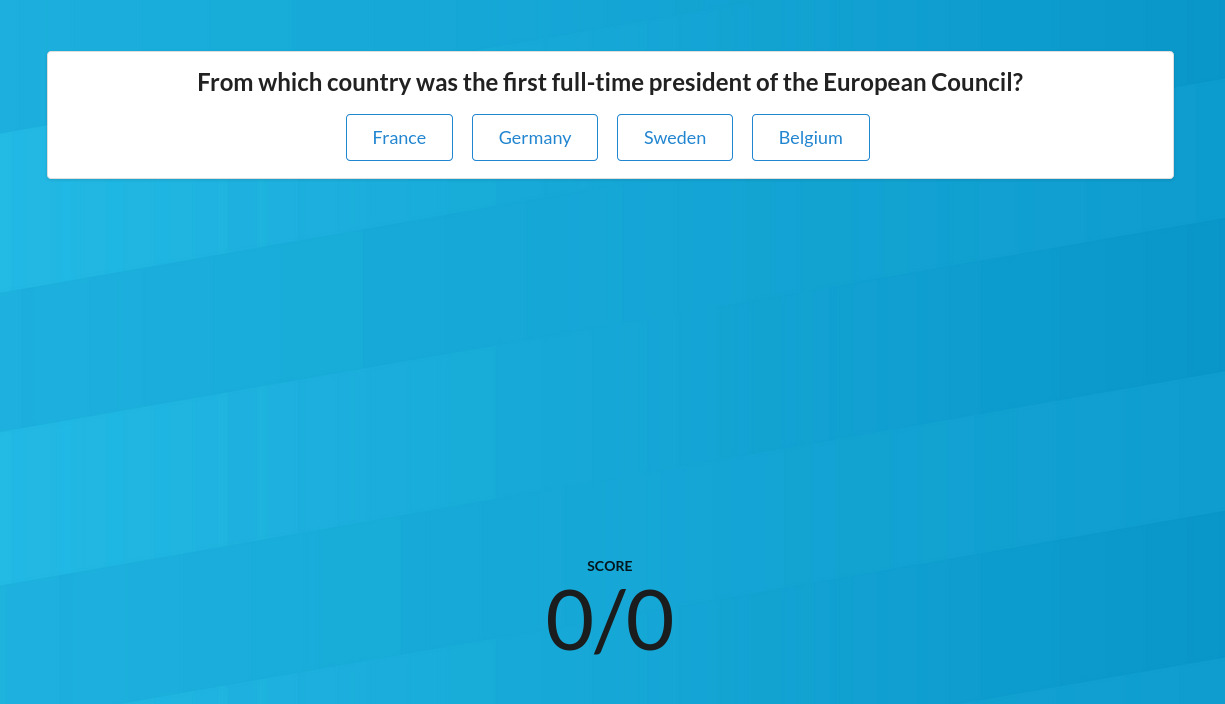 From which country was the first full-time president of the European Council?
France Germany Sweden Belgium
SCORE
0/0